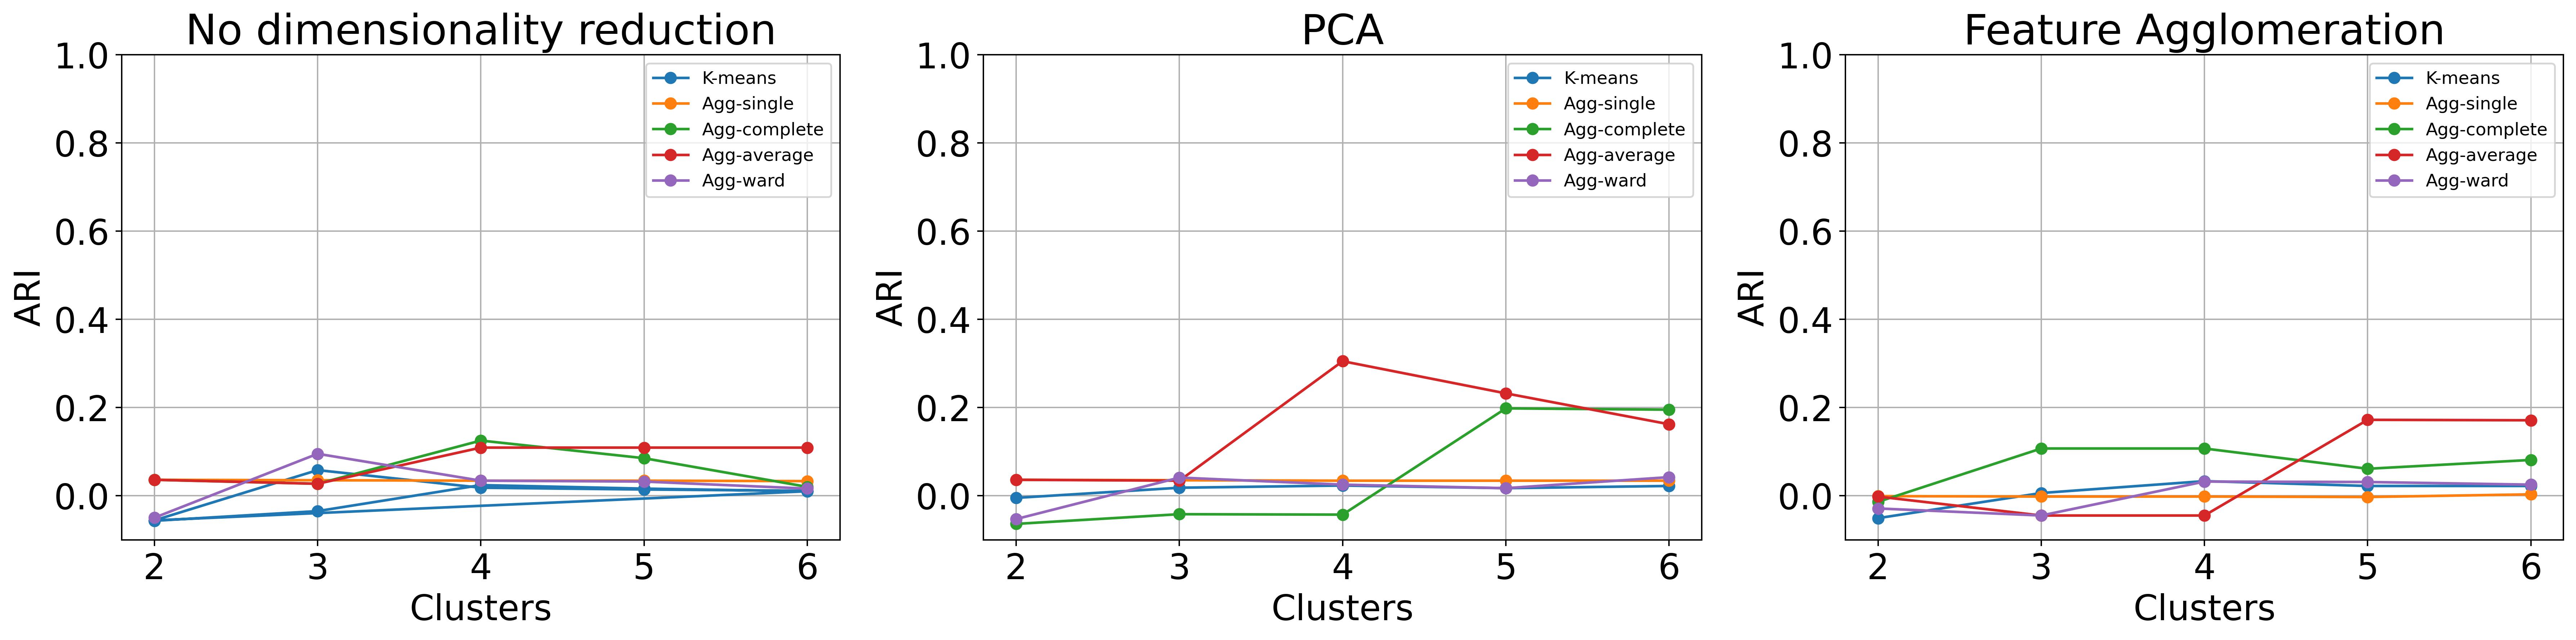 No dimensionality reduction
1.0
0.8
0.6
0.4
0.2
0.0
ARI
K-means
Agg-single
Agg-complete
Agg-average
Agg-ward
2 3 4 5 6
Clusters
PCA
1.0
0.8
0.6
0.4
0.2
0.0
ARI
K-means
Agg-single
Agg-complete
Agg-average
Agg-ward
2 3 4 5 6
Clusters
Feature Agglomeration
1.0
0.8
0.6
0.4
0.2
0.0
ARI
K-means
Agg-single
Agg-complete
Agg-average
Agg-ward
2 3 4 5 6
Clusters